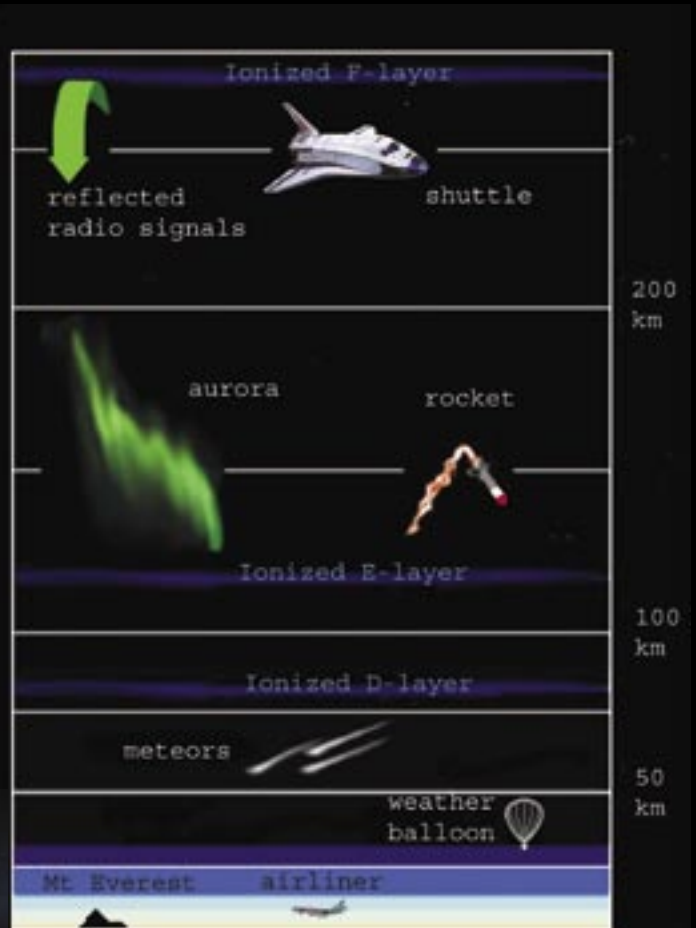 Ionized F-layer
reflected
radio signals
shuttle
200
km
aurora
rocket
Ionized E-layer
100
km
Ionized D-layer
meteors
50
km
weather
balloon
Mt Everest
airliner